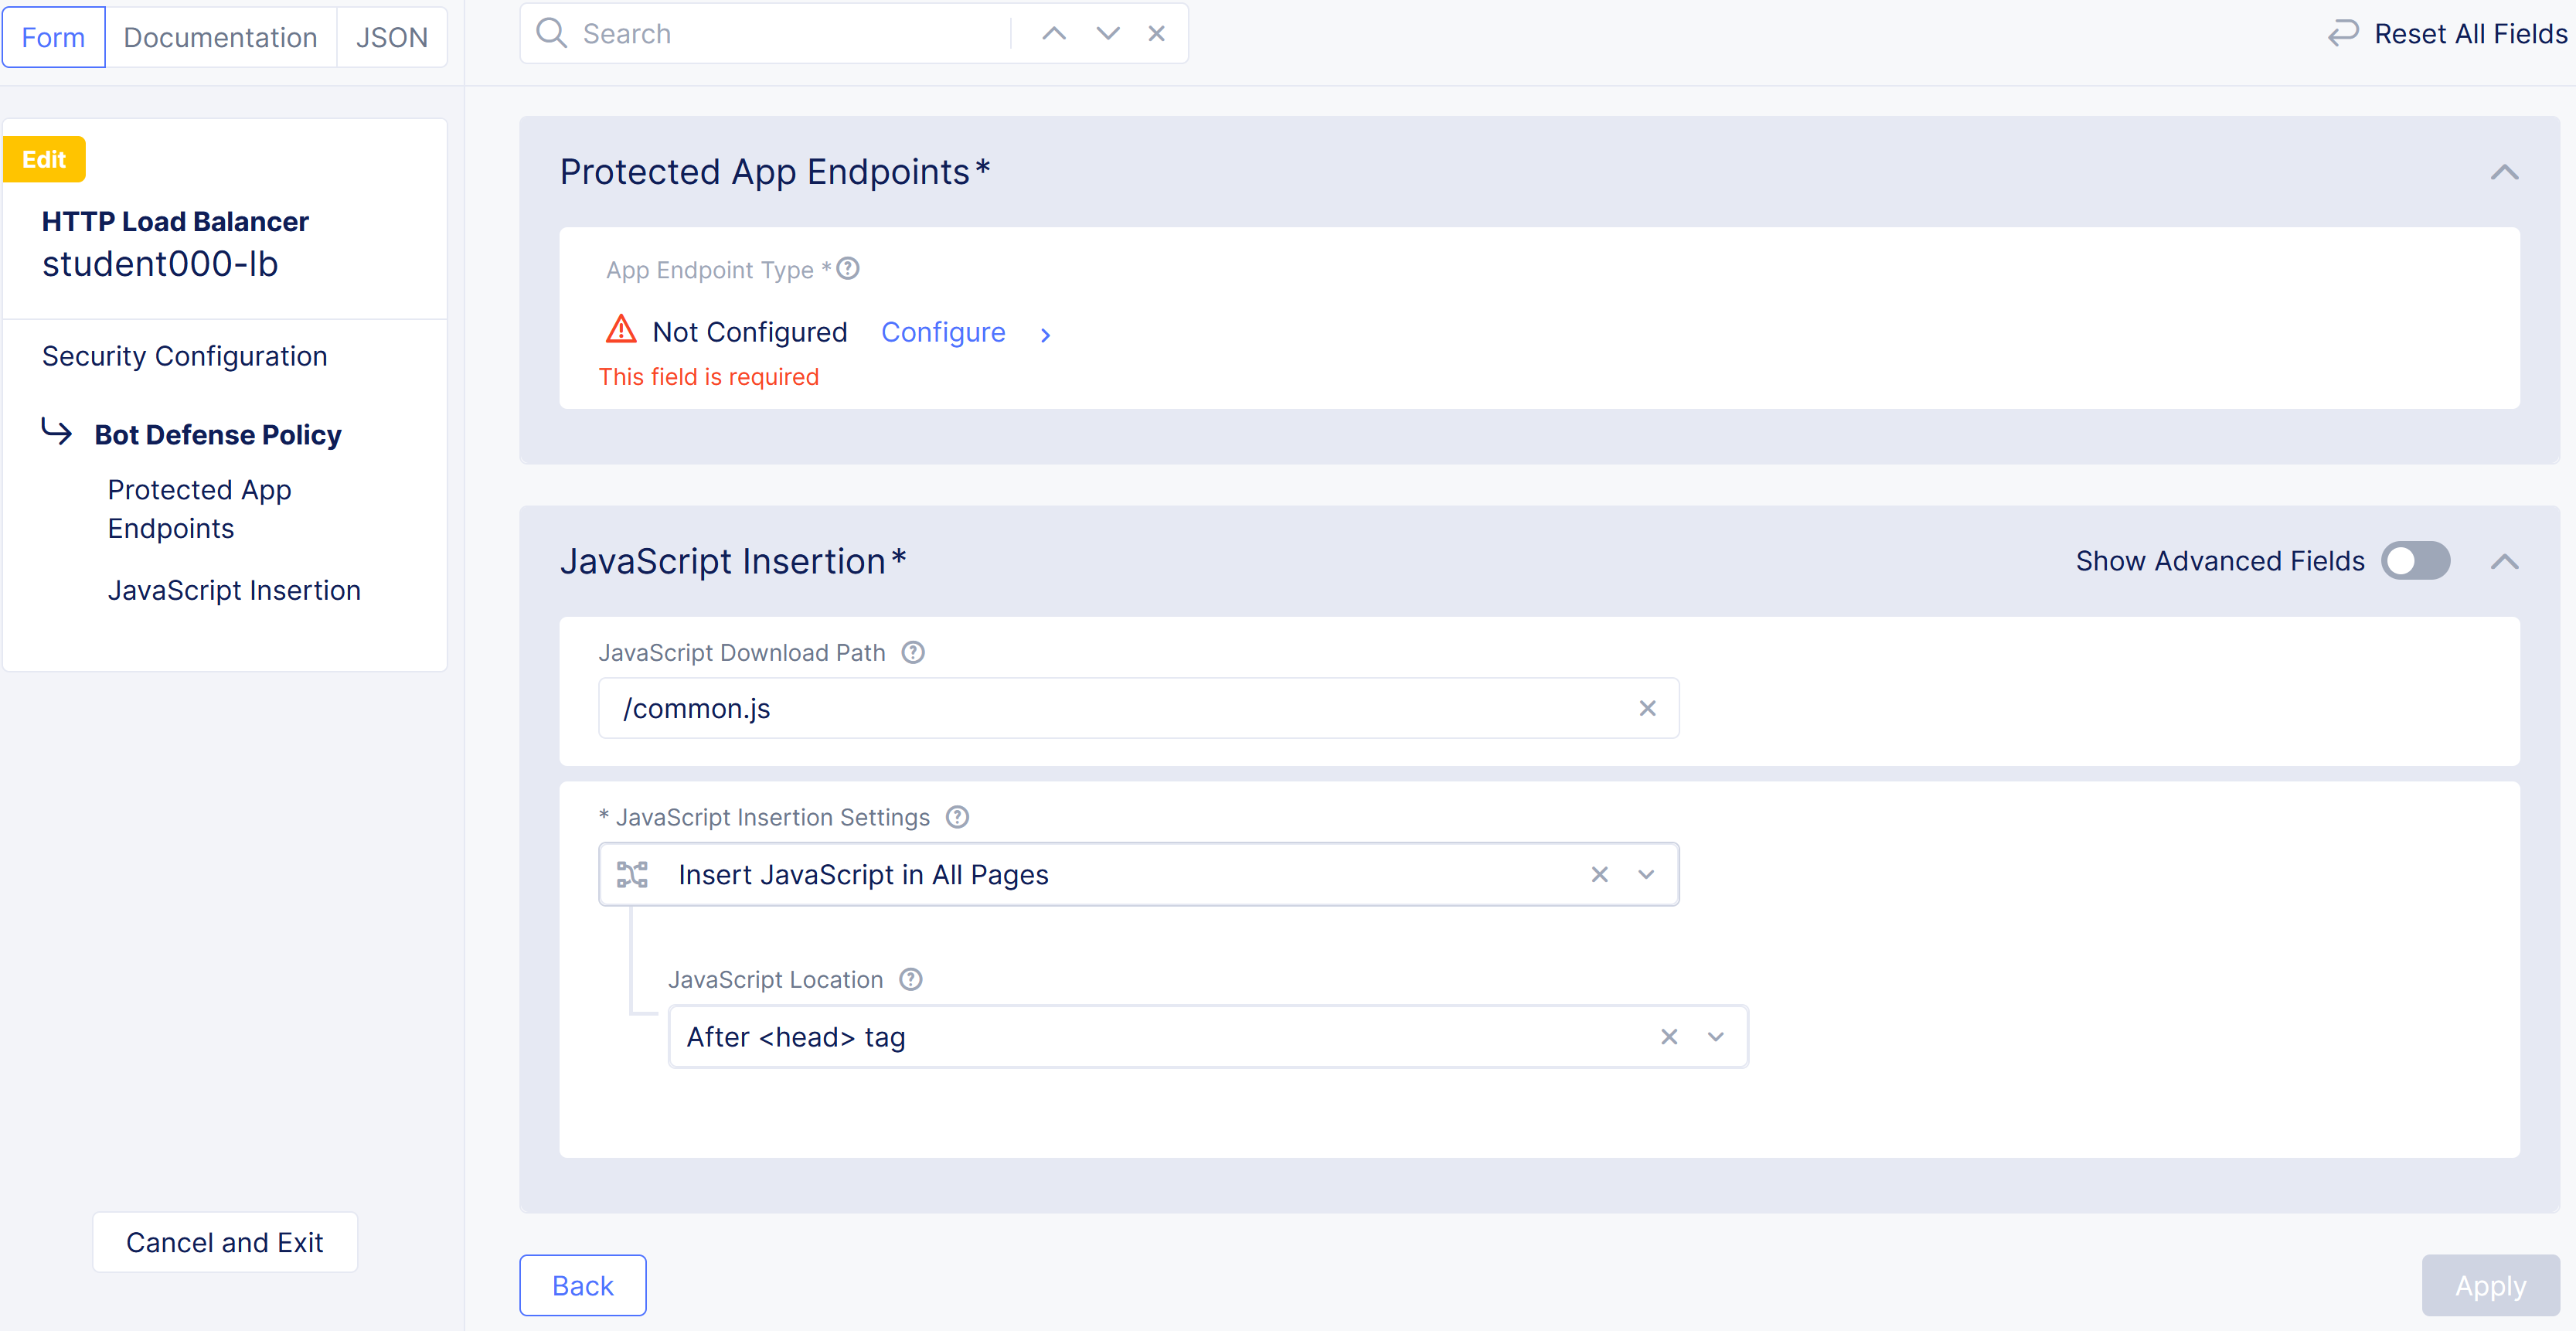 Form
Documentation
JSON
Search
Reset All Fields
Edit
HTTP Load Balancer
student000-lb
Security Configuration
Bot Defense Policy
Protected App
Endpoints
JavaScript Insertion
Cancel and Exit
Protected App Endpoints*
App Endpoint Type *
Not Configured Configure
This field is required
JavaScript Insertion*
Show Advanced Fields
JavaScript Download Path
/common.js
* JavaScript Insertion Settings
Insert JavaScript in All Pages
JavaScript Location
After <head> tag
Back
Apply